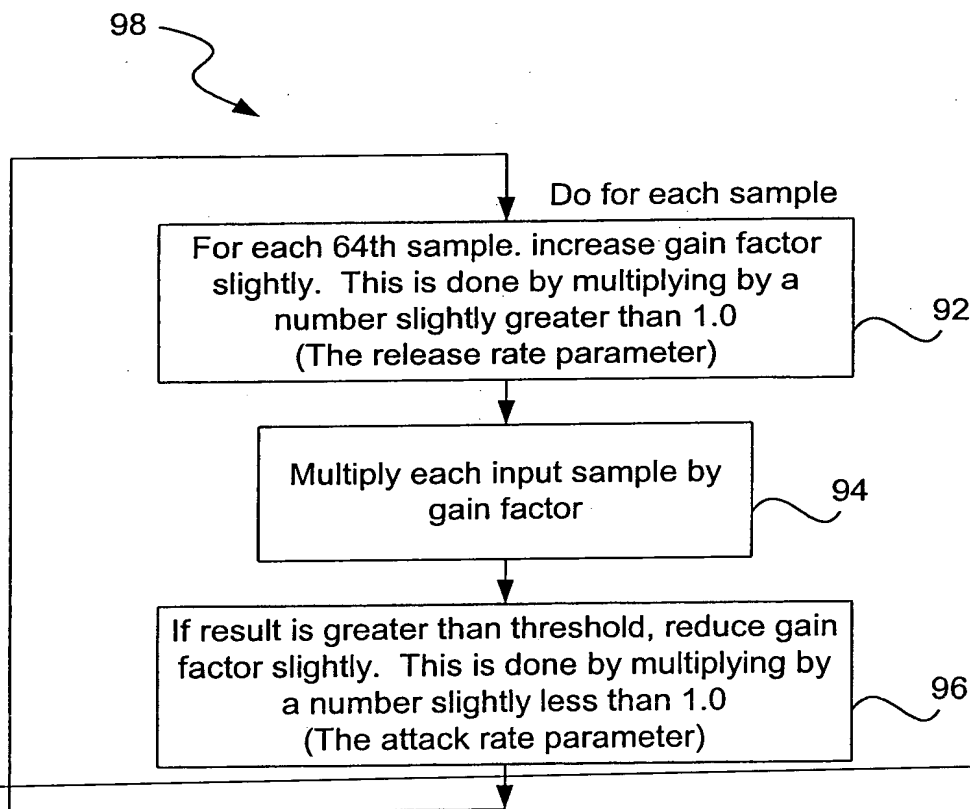 98
Do for each sample
For each 64th sample. increase gain factor
slightly. This is done by multiplying by a
number slightly greater than 1.0
(The release rate parameter)
92
Multiply each input sample by
gain factor
94
If result is greater than threshold, reduce gain
factor slightly. This is done by multiplying by
a number slightly less than 1.0
(The attack rate parameter)
96